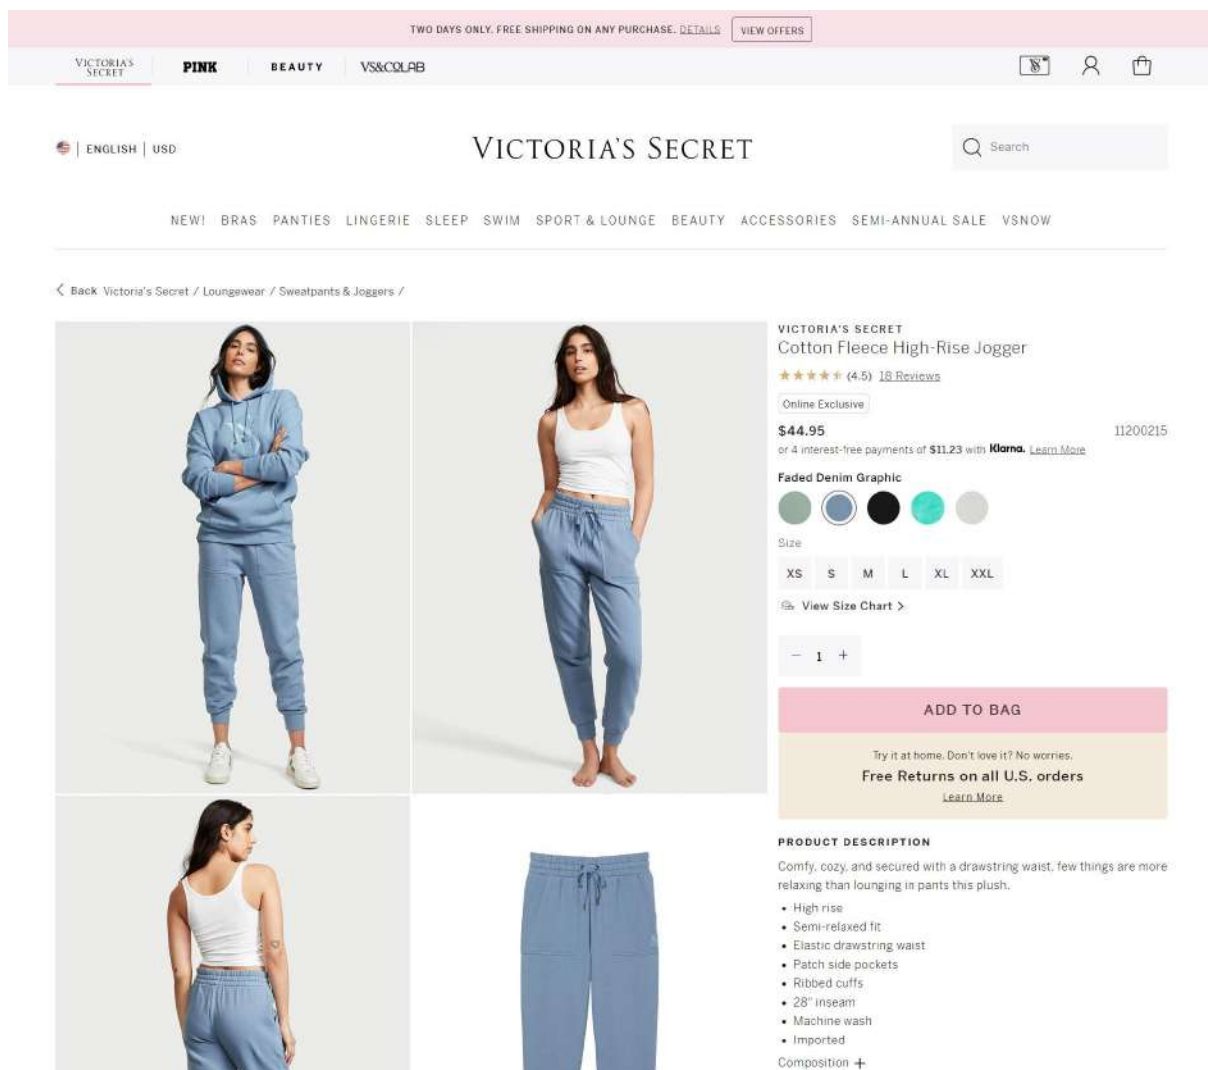 TWO DAYS ONLY. FREE SHIPPING ON ANY PURCHASE. DETAILS VIEW OFFERS
VICTORIA'S SECRET PINK BEAUTY VS&COLAB
ENGLISH | USD
VICTORIA'S SECRET
Search
NEW! BRAS PANTIES LINGERIE SLEEP SWIM SPORT & LOUNGE BEAUTY ACCESSORIES SEMI-ANNUAL SALE VSNOW
Back Victoria's Secret / Loungewear / Sweatpants & Joggers /
VICTORIA'S SECRET
Cotton Fleece High-Rise Jogger
(4.5) 18 Reviews
Online Exclusive
$44.95 11200215
or 4 interest-free payments of $11.23 with Klarna. Learn More
Faded Denim Graphic
Size
XS S M L XL XXL
View Size Chart >
− 1 +
ADD TO BAG
Try it at home. Don't love it? No worries.
Free Returns on all U.S. orders
Learn More
PRODUCT DESCRIPTION
Comfy, cozy, and secured with a drawstring waist, few things are more
relaxing than lounging in pants this plush.
• High rise
• Semi-relaxed fit
• Elastic drawstring waist
• Patch side pockets
• Ribbed cuffs
• 28" inseam
• Machine wash
• Imported
Composition +